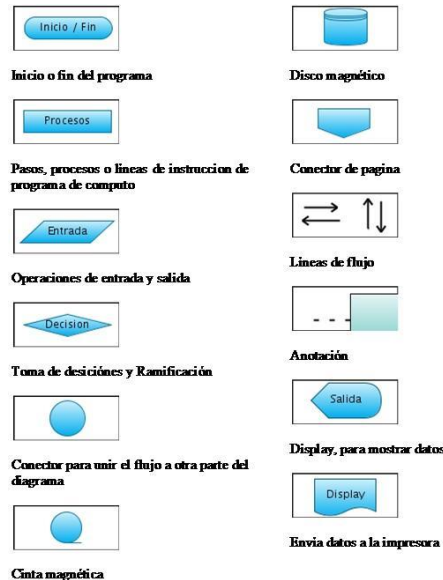 Inicio / Fin
Inicio o fin del programa
Procesos
Pasos, procesos o lineas de instruccion de
programa de computo
Entrada
Operaciones de entrada y salida
Decision
Toma de desiciónes y Ramificación
Conector para unir el flujo a otra parte del
diagrama
Cinta magnética
Disco magnético
Conector de pagina
Lineas de flujo
Anotación
Salida
Display, para mostrar datos
Display
Envia datos a la impresora